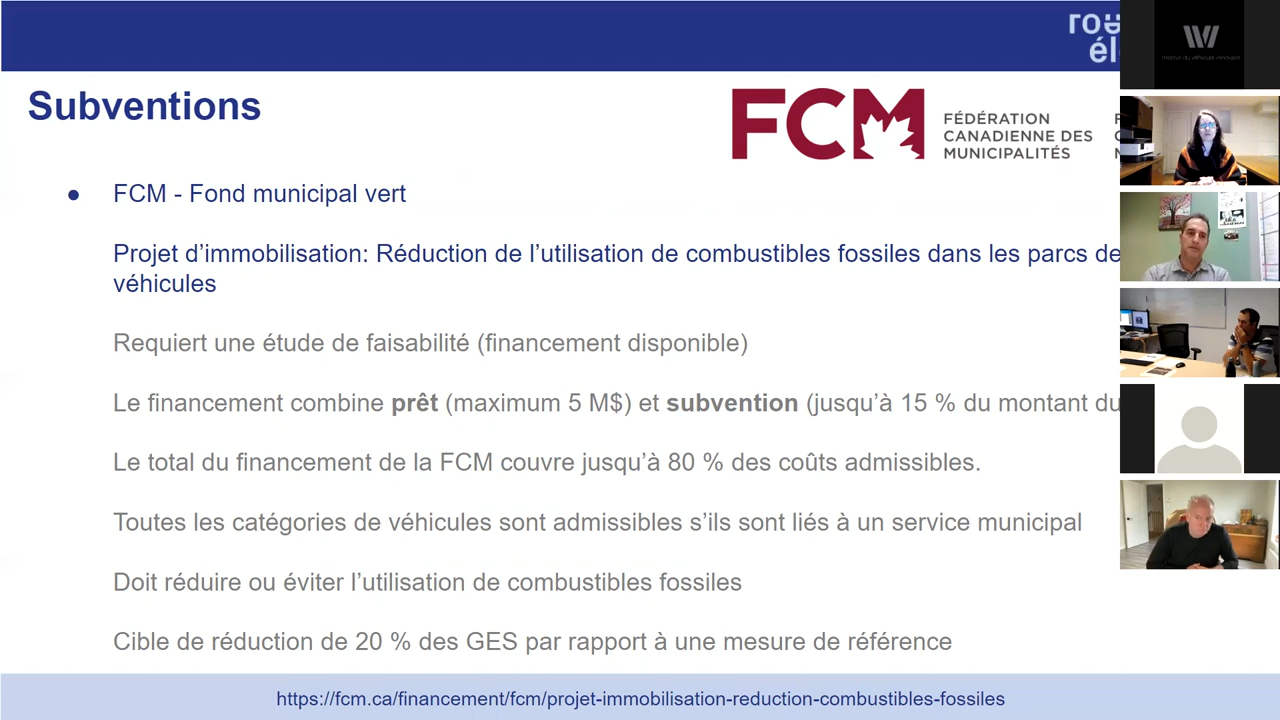 rou
éle
Subventions
FCM
FÉDÉRATION
CANADIENNE DES
MUNICIPALITÉS
● FCM - Fond municipal vert
Projet d’immobilisation: Réduction de l’utilisation de combustibles fossiles dans les parcs de
véhicules
Requiert une étude de faisabilité (financement disponible)
Le financement combine prêt (maximum 5 M$) et subvention (jusqu’à 15 % du montant du
Le total du financement de la FCM couvre jusqu’à 80 % des coûts admissibles.
Toutes les catégories de véhicules sont admissibles s’ils sont liés à un service municipal
Doit réduire ou éviter l’utilisation de combustibles fossiles
Cible de réduction de 20 % des GES par rapport à une mesure de référence
https://fcm.ca/financement/fcm/projet-immobilisation-reduction-combustibles-fossiles